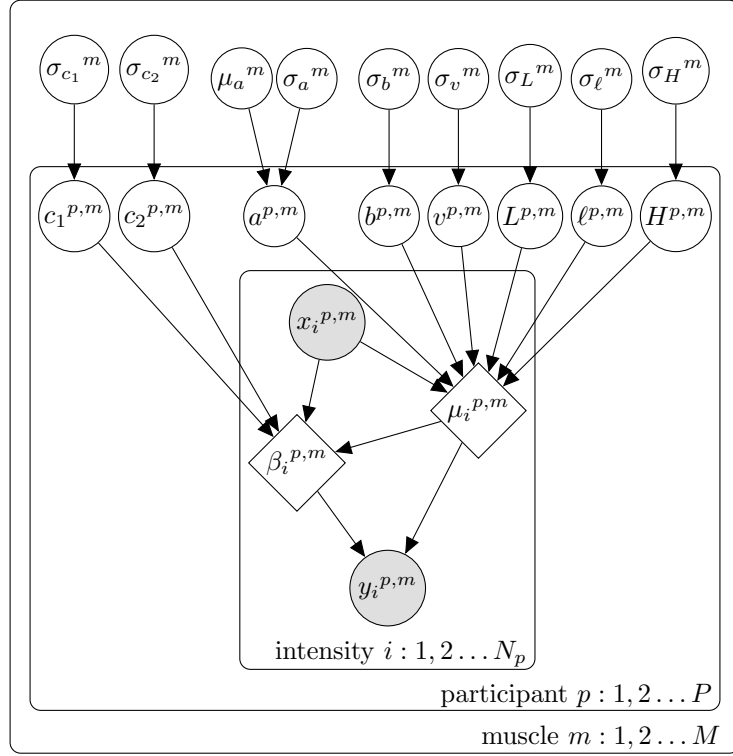 σ_{c_1}^m σ_{c_2}^m μ_a^m σ_a^m σ_b^m σ_v^m σ_L^m σ_ℓ^m σ_H^m
c_1^{p,m} c_2^{p,m} a^{p,m} b^{p,m} v^{p,m} L^{p,m} ℓ^{p,m} H^{p,m}
x_i^{p,m}
μ_i^{p,m}
β_i^{p,m}
y_i^{p,m}
intensity i : 1, 2 … N_p
participant p : 1, 2 … P
muscle m : 1, 2 … M